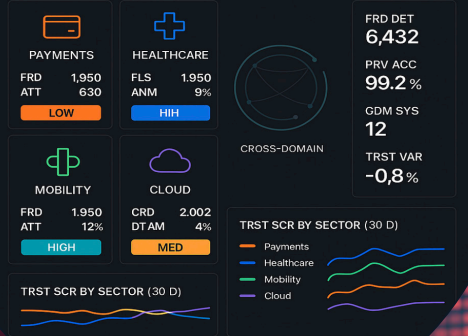 PAYMENTS
FRD 1,950
ATT 630
LOW
HEALTHCARE
FLS 1.950
ANM 9%
HIH
MOBILITY
FRD 1.950
ATT 12%
HIGH
CLOUD
CRD 2.002
DTAM 4%
MED
CROSS-DOMAIN
FRD DET
6,432
PRV ACC
99.2 %
GDM SYS
12
TRST VAR
-0,8 %
TRST SCR BY SECTOR (30 D)
TRST SCR BY SECTOR (30 D)
Payments
Healthcare
Mobility
Cloud